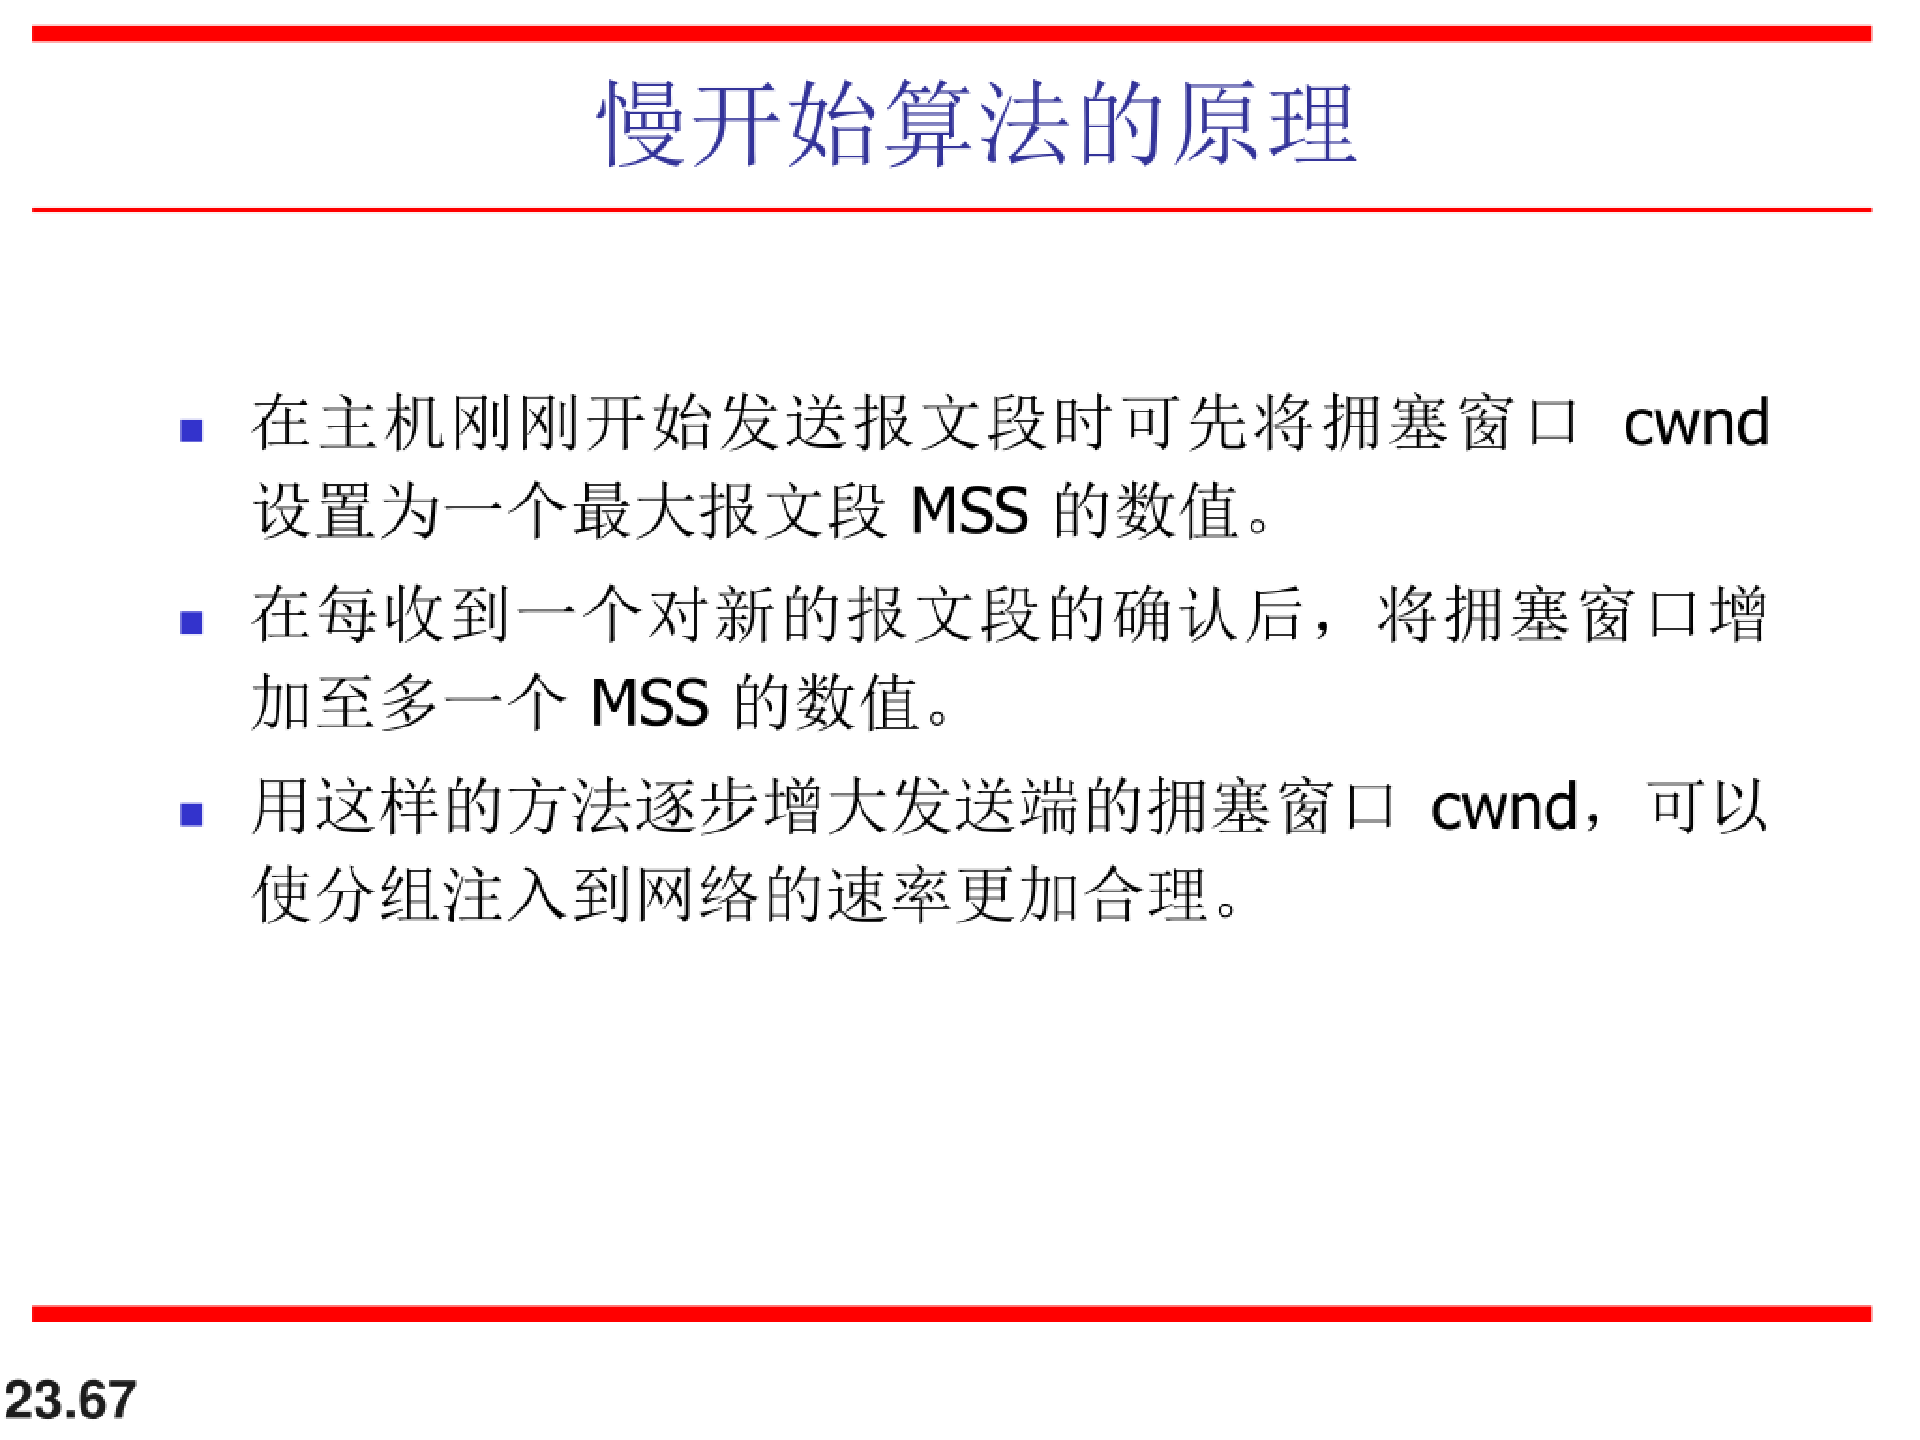 慢开始算法的原理
在主机刚刚开始发送报文段时可先将拥塞窗口 cwnd
设置为一个最大报文段 MSS 的数值。
在每收到一个对新的报文段的确认后，将拥塞窗口增
加至多一个 MSS 的数值。
用这样的方法逐步增大发送端的拥塞窗口 cwnd，可以
使分组注入到网络的速率更加合理。
23.67